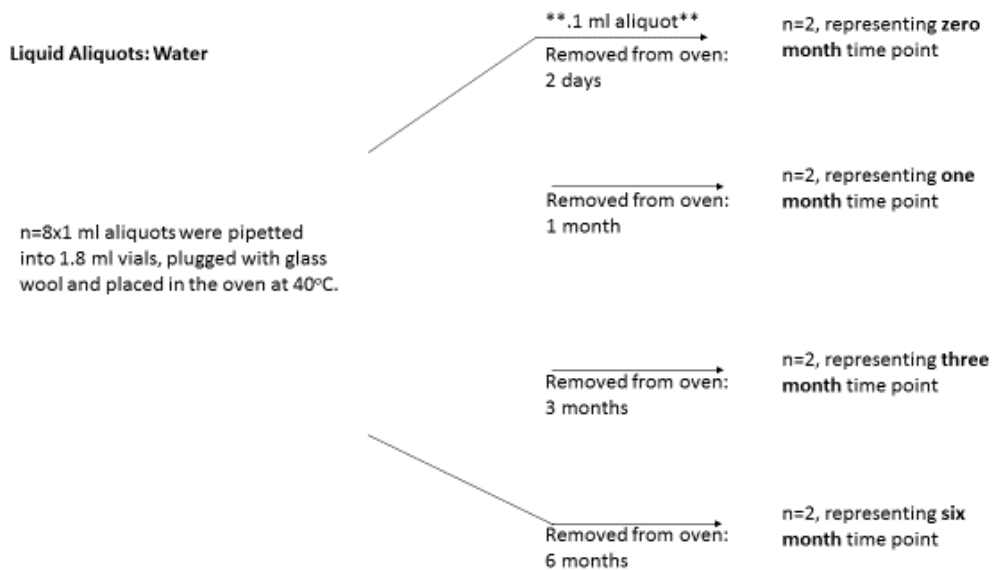 Liquid Aliquots: Water
**.1 ml aliquot**
Removed from oven:
2 days
n=2, representing zero
month time point
n=8x1 ml aliquots were pipetted
into 1.8 ml vials, plugged with glass
wool and placed in the oven at 40°C.
Removed from oven:
1 month
n=2, representing one
month time point
Removed from oven:
3 months
n=2, representing three
month time point
Removed from oven:
6 months
n=2, representing six
month time point